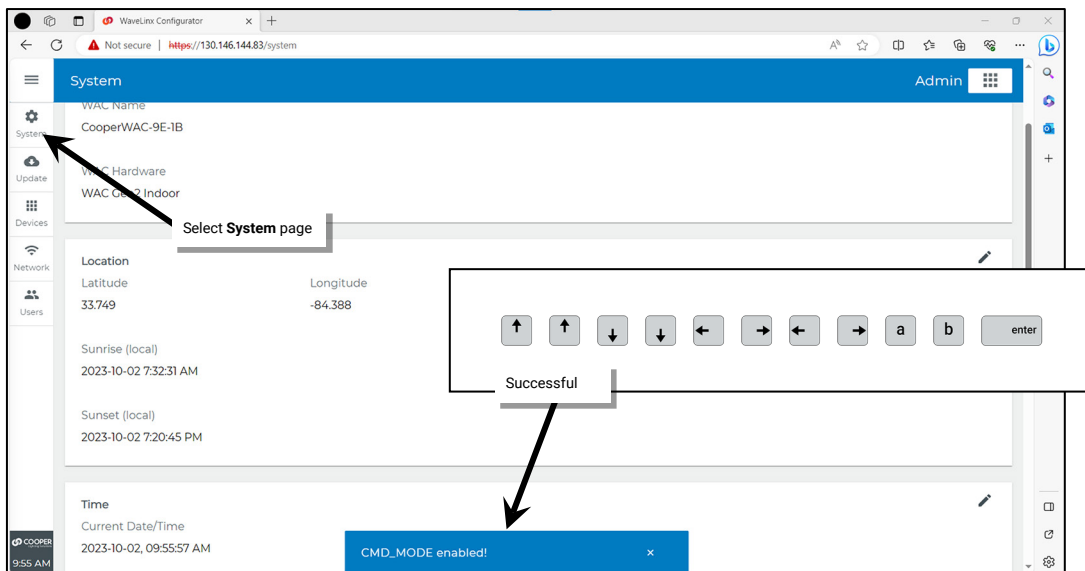 WaveLinx Configurator
Not secure | https://130.146.144.83/system
System
Admin
WAC Name
CooperWAC-9E-1B
System
WAC Hardware
Update
WAC Gen2 Indoor
Devices
Select System page
Network
Location
Latitude
Longitude
33.749
-84.388
Users
↑ ↑ ↓ ↓ ← → ← → a b enter
Sunrise (local)
2023-10-02 7:32:31 AM
Successful
Sunset (local)
2023-10-02 7:20:45 PM
Time
Current Date/Time
2023-10-02, 09:55:57 AM
CMD_MODE enabled! ×
COOPER
9:55 AM